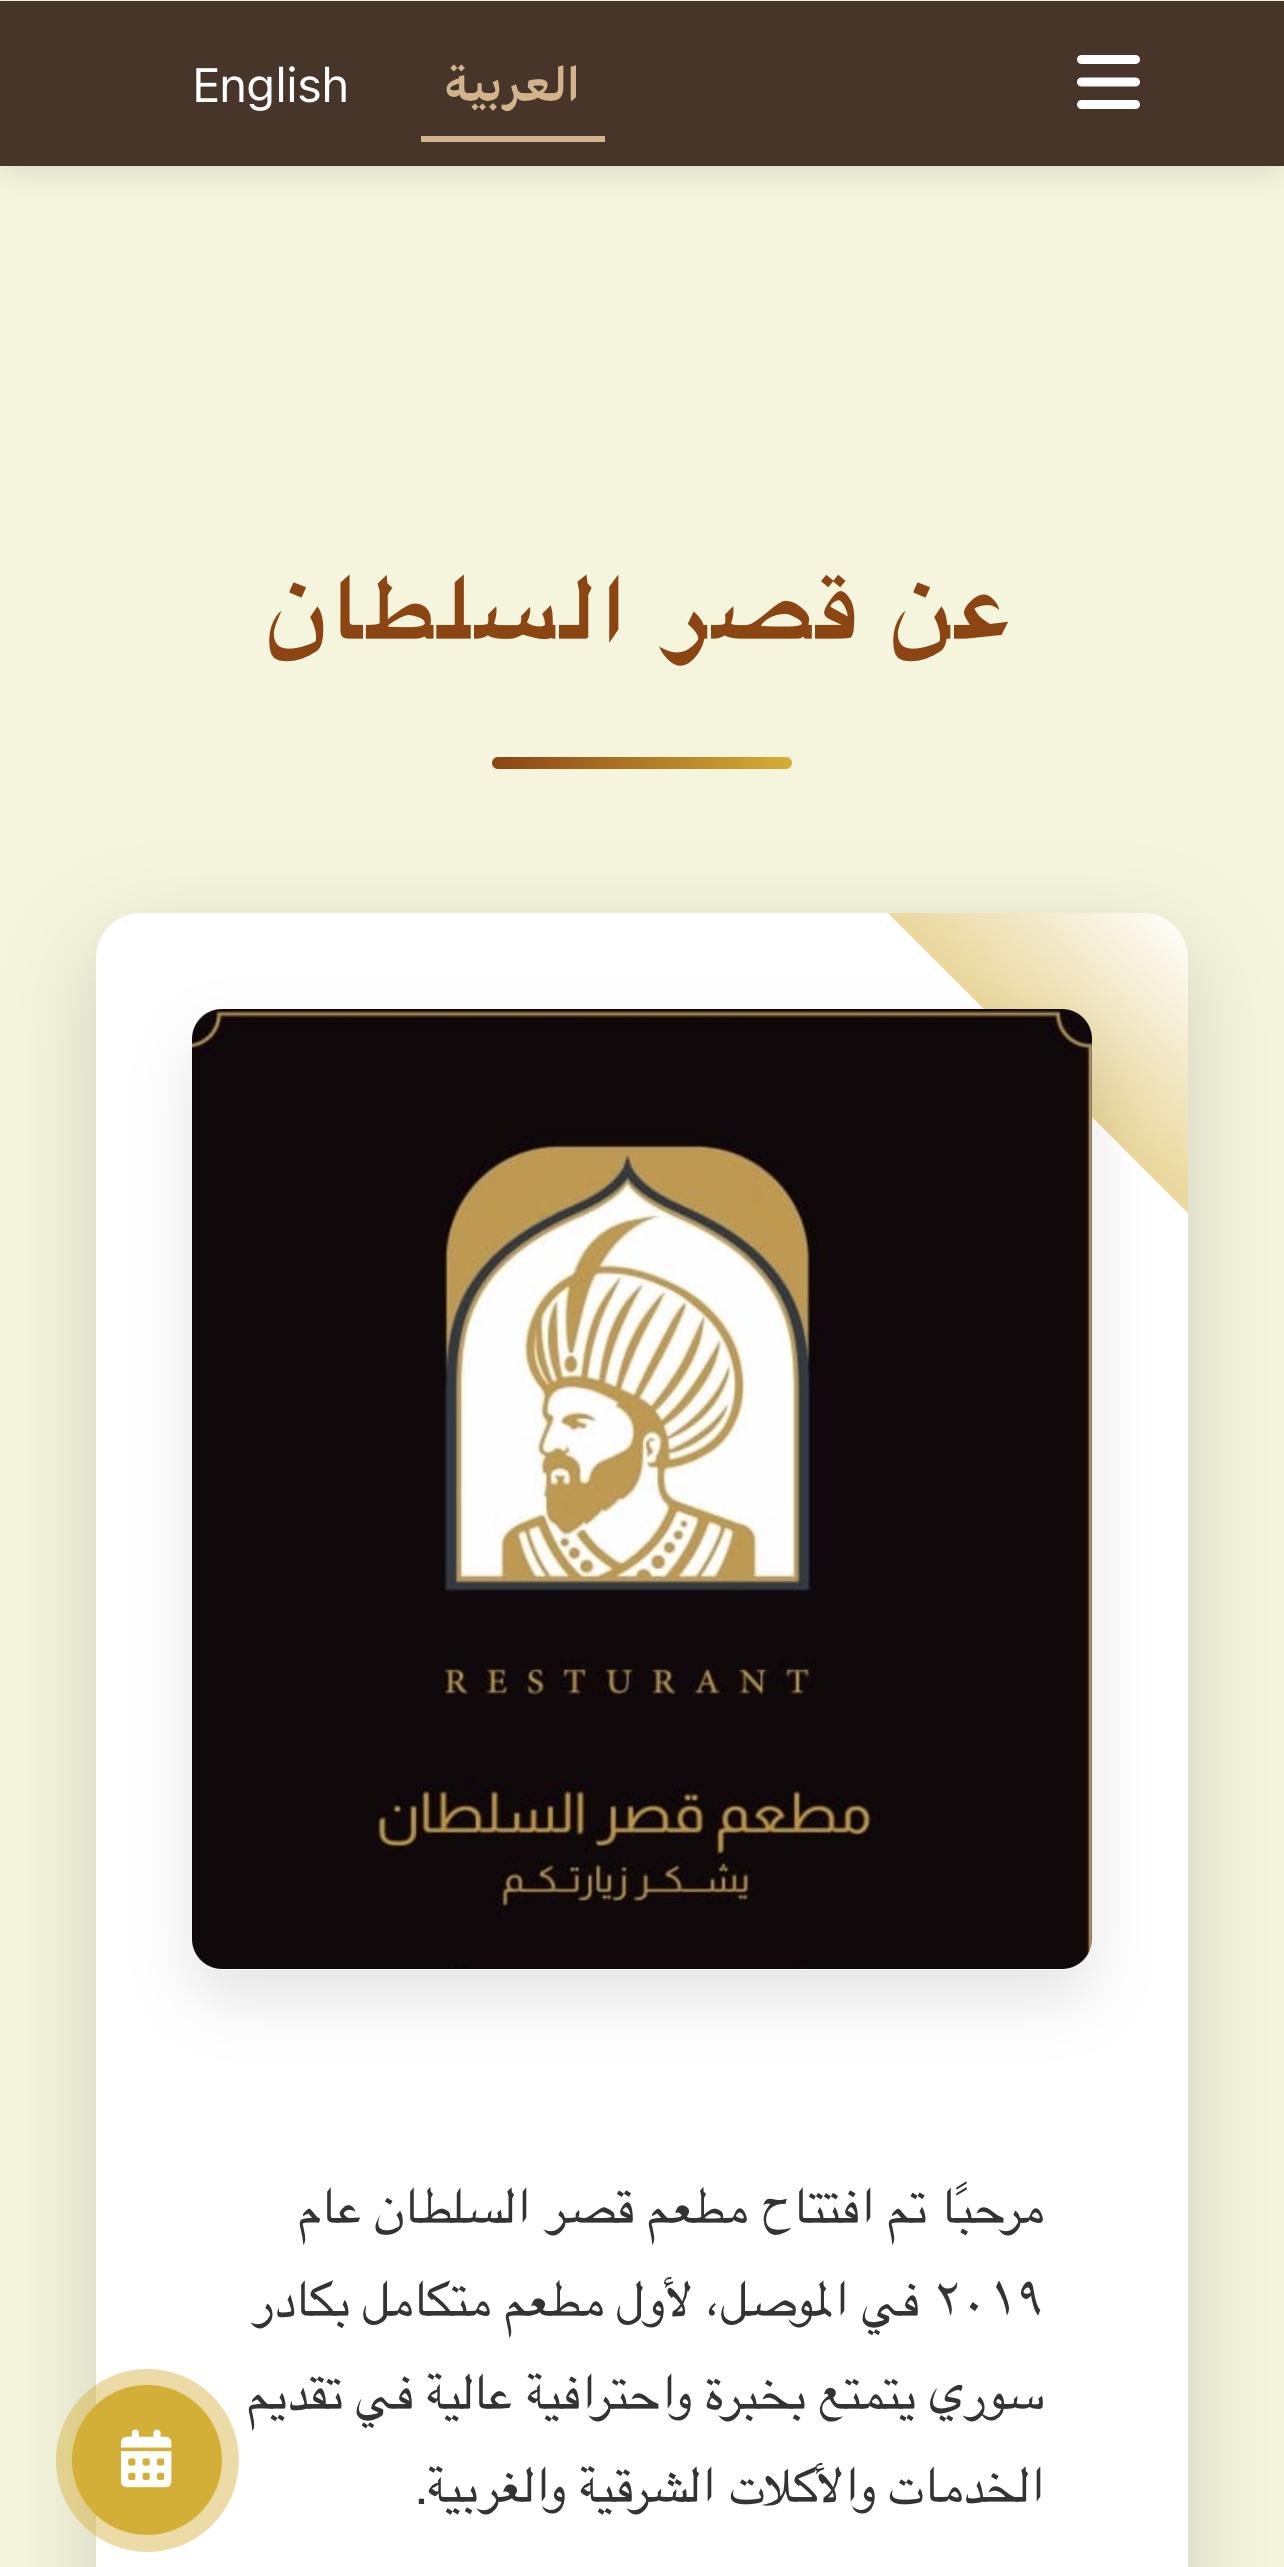 English العربية
عن قصر السلطان
RESTURANT
مطعم قصر السلطان
يشكر زيارتكم
مرحبًا تم افتتاح مطعم قصر السلطان عام
٢٠١٩ في الموصل، لأول مطعم متكامل بكادر
سوري يتمتع بخبرة واحترافية عالية في تقديم
الخدمات والأكلات الشرقية والغربية.